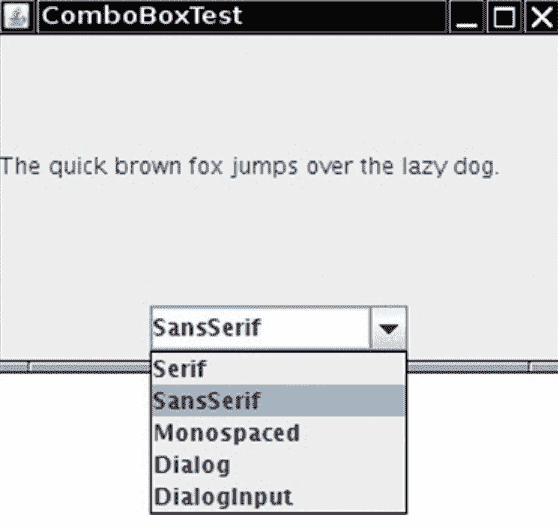 ComboBoxTest
The quick brown fox jumps over the lazy dog.
SansSerif
Serif
SansSerif
Monospaced
Dialog
DialogInput